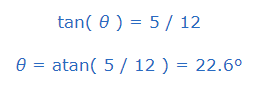 tan( θ ) = 5 / 12
θ = atan( 5 / 12 ) = 22.6º